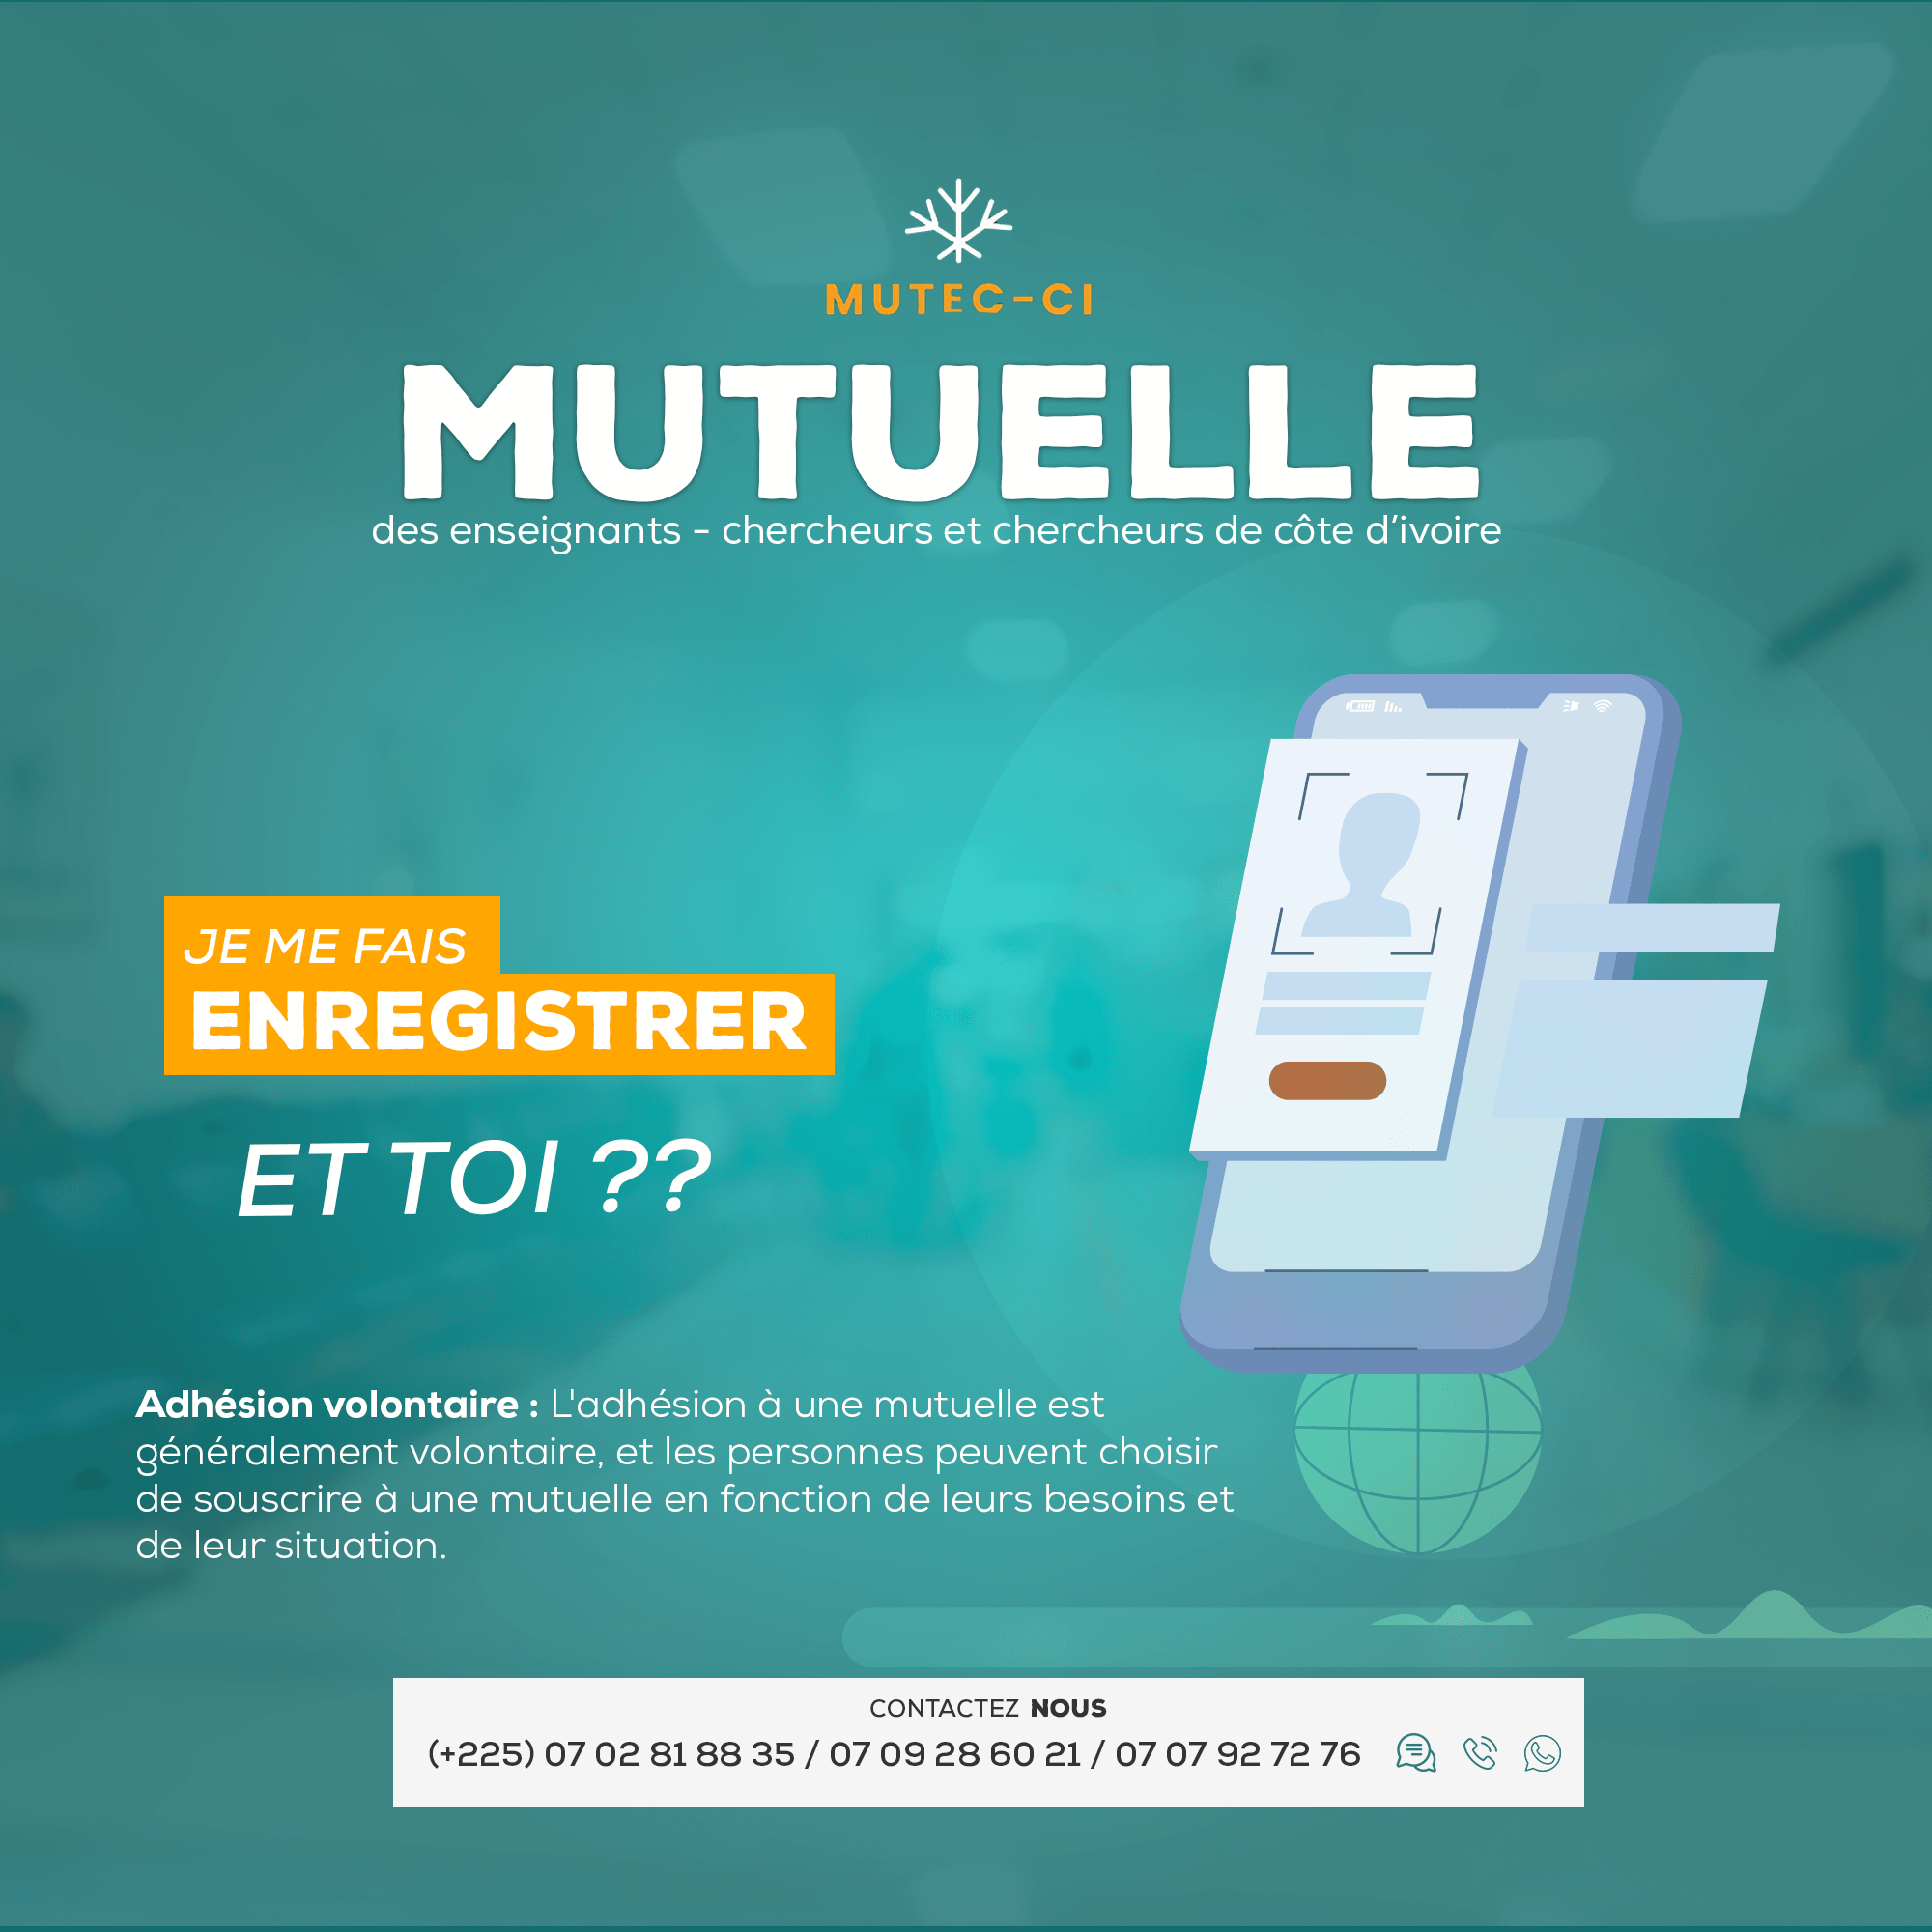 MUTEC-CI
MUTUELLE
des enseignants - chercheurs et chercheurs de côte d'ivoire
JE ME FAIS
ENREGISTRER
ET TOI ??
Adhésion volontaire : L'adhésion à une mutuelle est
généralement volontaire, et les personnes peuvent choisir
de souscrire à une mutuelle en fonction de leurs besoins et
de leur situation.
CONTACTEZ NOUS
(+225) 07 02 81 88 35 / 07 09 28 60 21 / 07 07 92 72 76